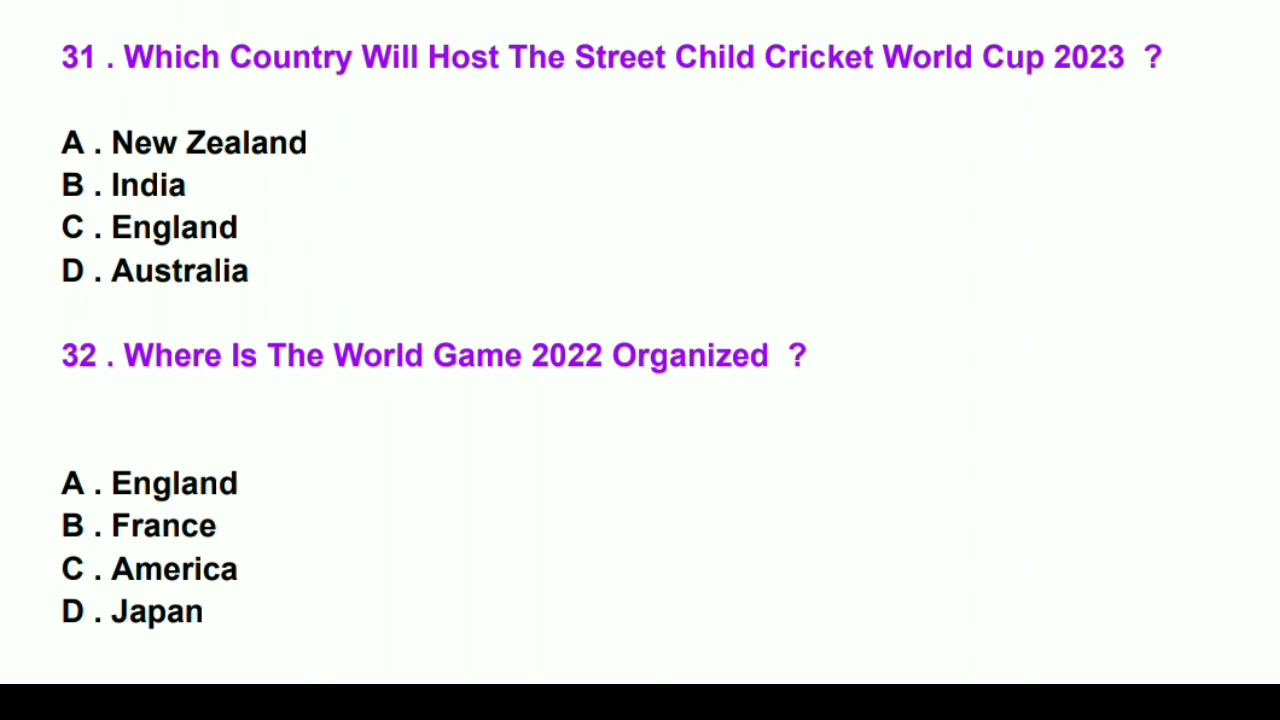 31 . Which Country Will Host The Street Child Cricket World Cup 2023 ?
A . New Zealand
B . India
C . England
D . Australia
32 . Where Is The World Game 2022 Organized ?
A . England
B . France
C . America
D . Japan